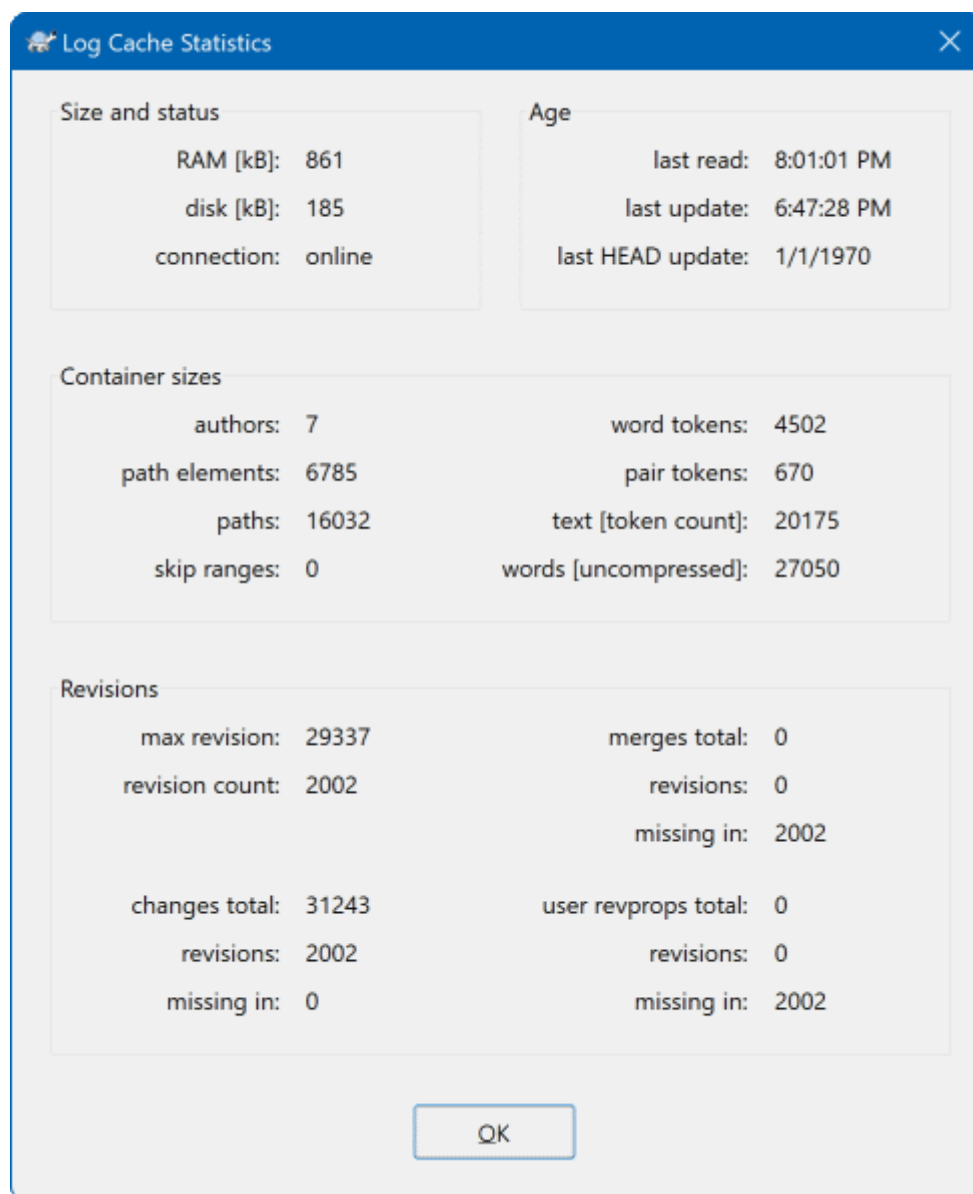 Log Cache Statistics
Size and status
RAM [kB]: 861
disk [kB]: 185
connection: online
Age
last read: 8:01:01 PM
last update: 6:47:28 PM
last HEAD update: 1/1/1970
Container sizes
authors: 7
path elements: 6785
paths: 16032
skip ranges: 0
word tokens: 4502
pair tokens: 670
text [token count]: 20175
words [uncompressed]: 27050
Revisions
max revision: 29337
revision count: 2002
changes total: 31243
revisions: 2002
missing in: 0
merges total: 0
revisions: 0
missing in: 2002
user revprops total: 0
revisions: 0
missing in: 2002
OK